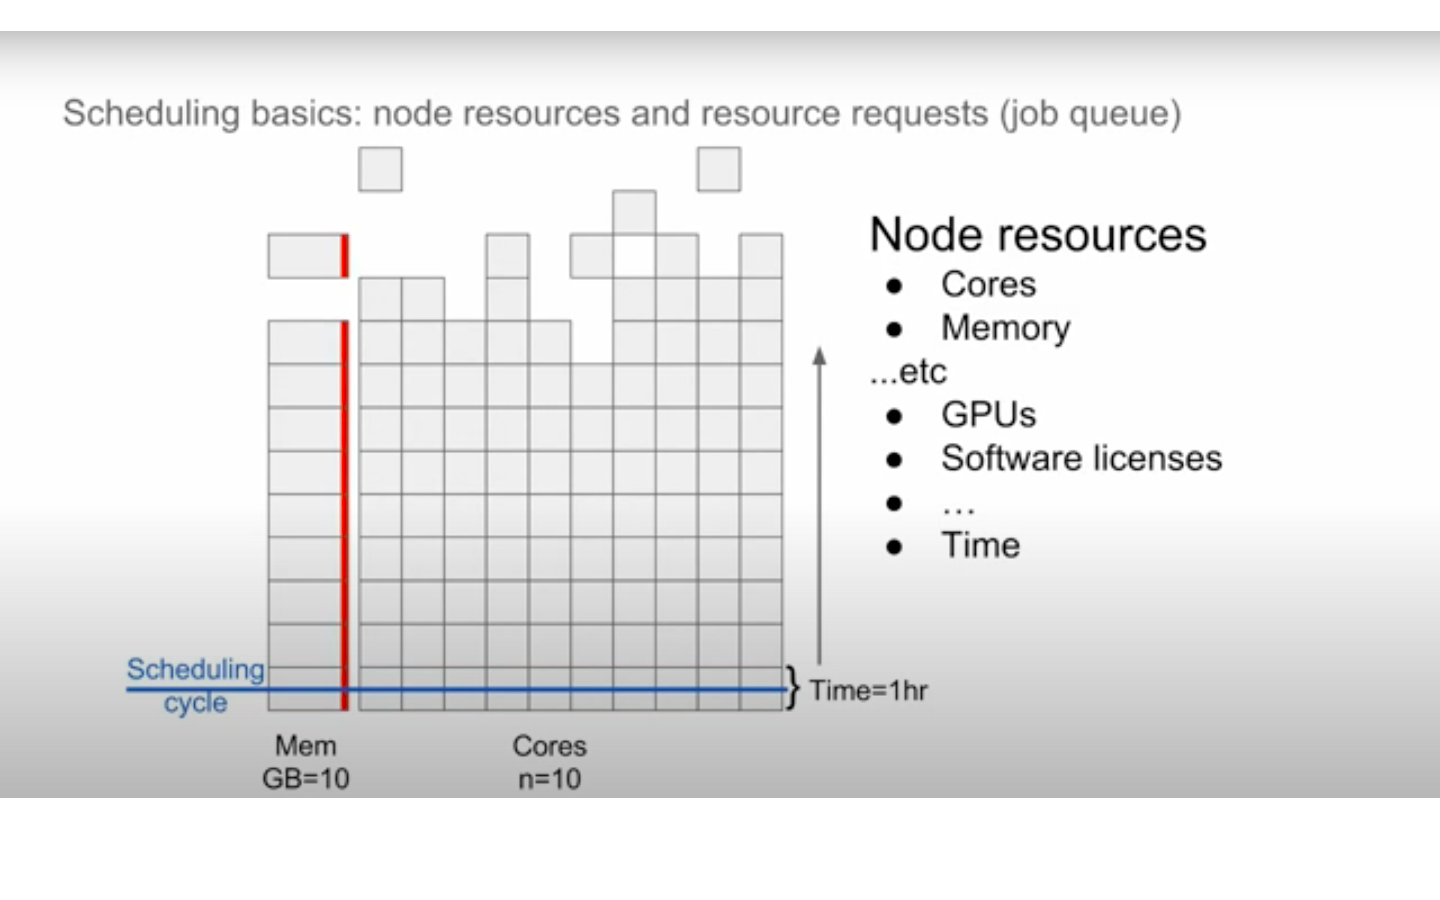 Scheduling basics: node resources and resource requests (job queue)
Node resources
● Cores
● Memory
...etc
● GPUs
● Software licenses
● ...
● Time
Scheduling
cycle
} Time=1hr
Mem
GB=10
Cores
n=10